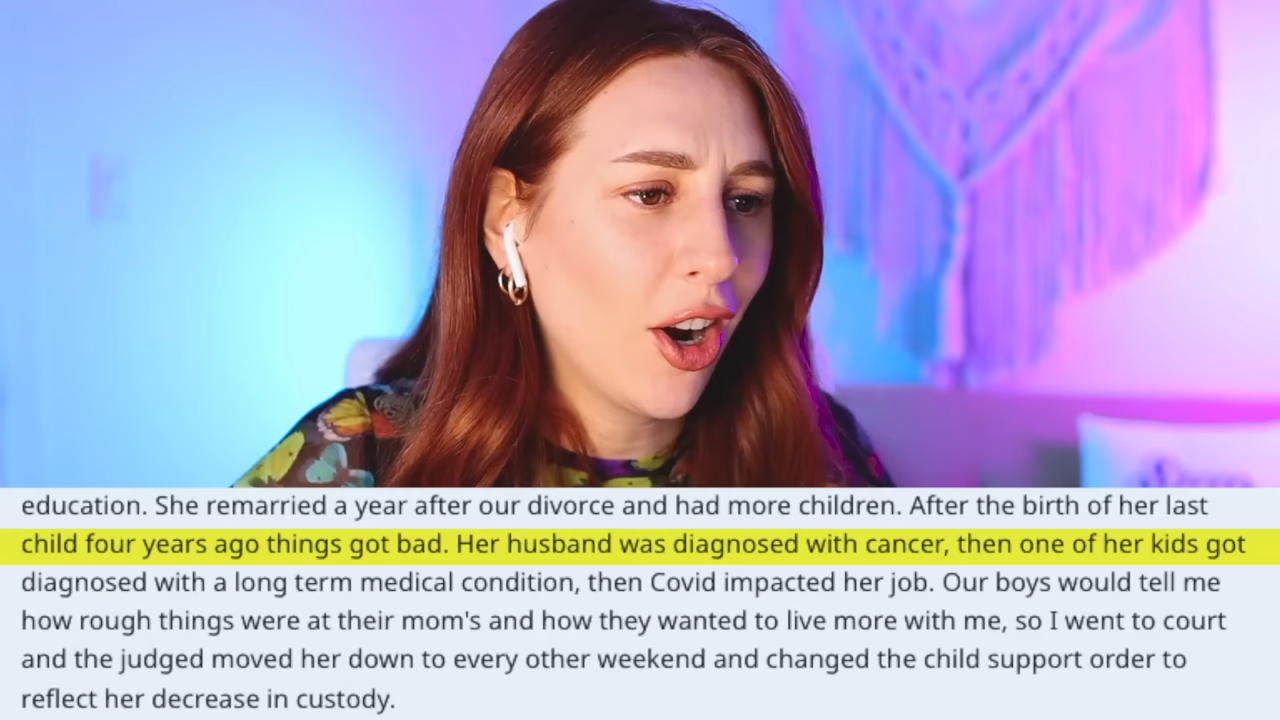 education. She remarried a year after our divorce and had more children. After the birth of her last
child four years ago things got bad. Her husband was diagnosed with cancer, then one of her kids got
diagnosed with a long term medical condition, then Covid impacted her job. Our boys would tell me
how rough things were at their mom's and how they wanted to live more with me, so I went to court
and the judged moved her down to every other weekend and changed the child support order to
reflect her decrease in custody.